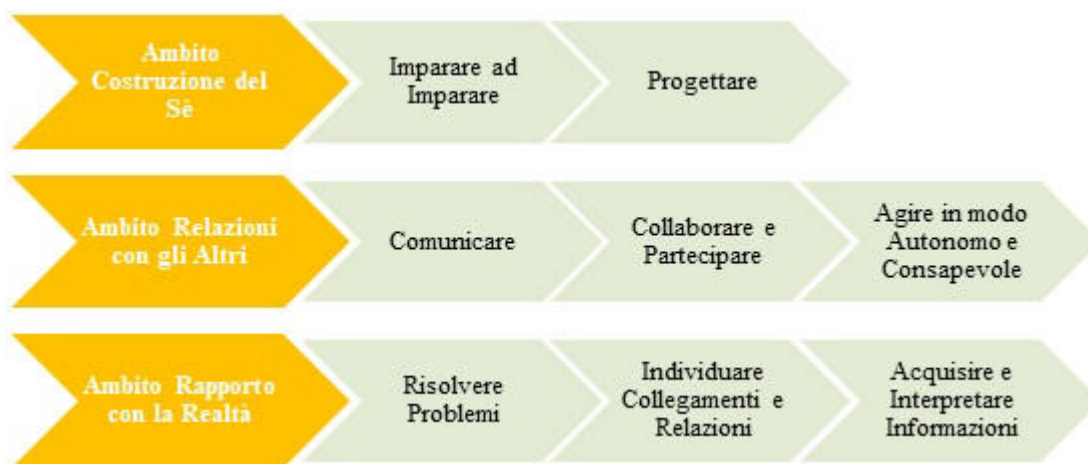 Ambito
Costruzione del
Sè
Imparare ad
Imparare
Progettare
Ambito Relazioni
con gli Altri
Comunicare
Collaborare e
Partecipare
Agire in modo
Autonomo e
Consapevole
Ambito Rapporto
con la Realtà
Risolvere
Problemi
Individuare
Collegamenti e
Relazioni
Acquisire e
Interpretare
Informazioni